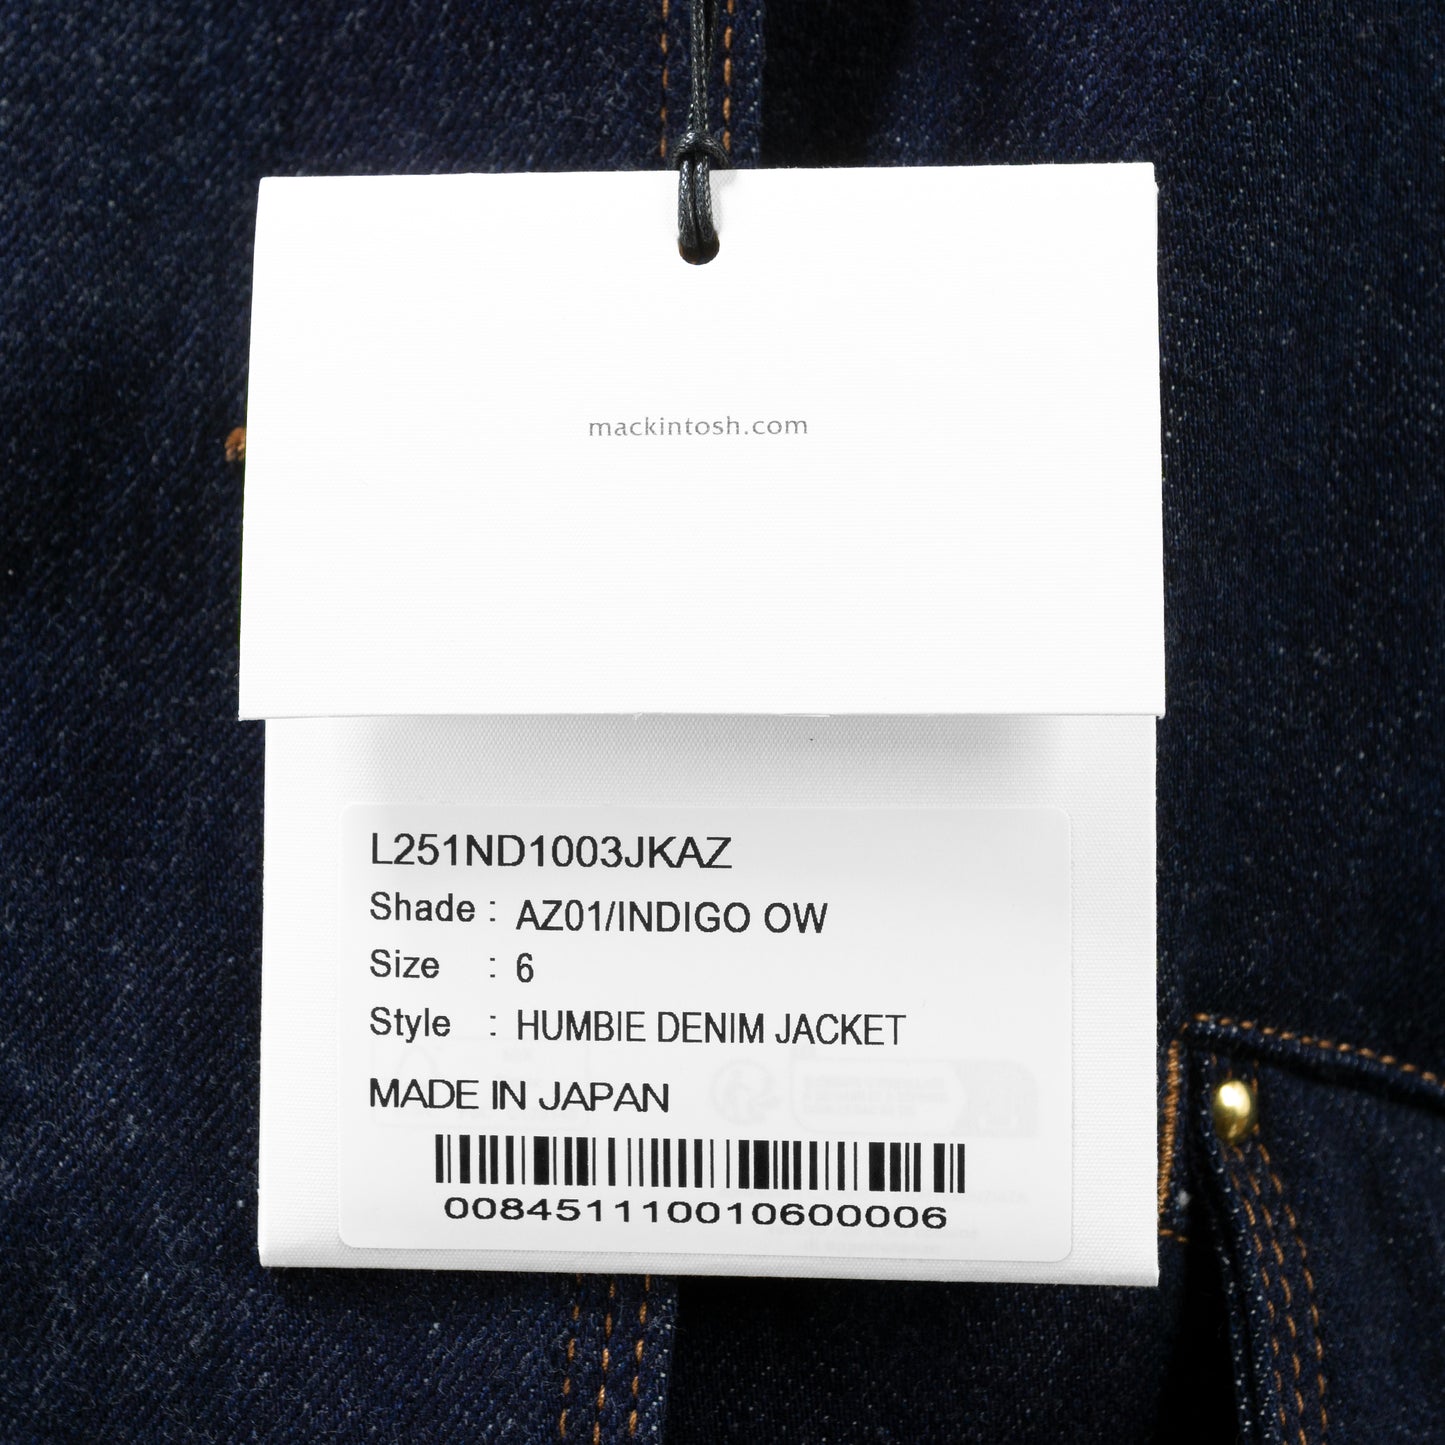 mackintosh.com
L251ND1003JKAZ
Shade : AZ01/INDIGO OW
Size : 6
Style : HUMBIE DENIM JACKET
MADE IN JAPAN
008451110010600006